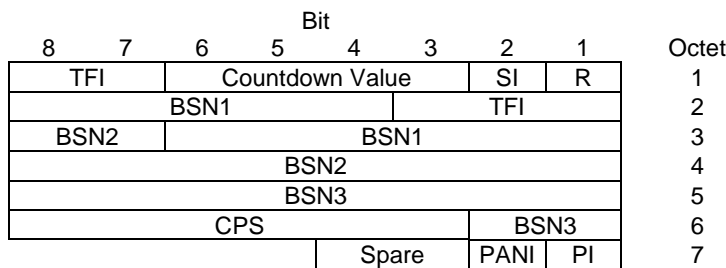 Bit
8 7 6 5 4 3 2 1 Octet
TFI Countdown Value SI R 1
BSN1 TFI 2
BSN2 BSN1 3
BSN2 4
BSN3 5
CPS BSN3 6
Spare PANI PI 7